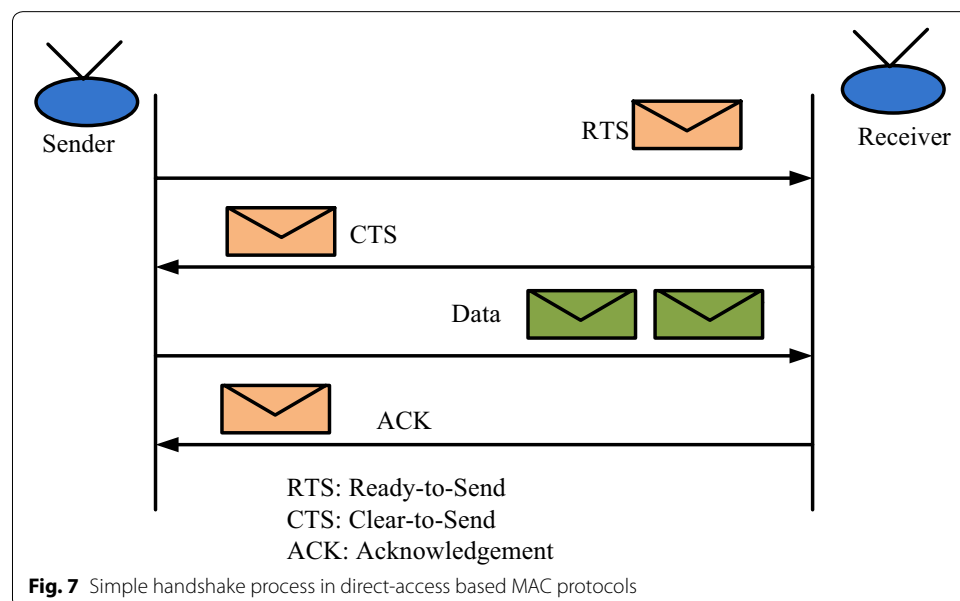 Sender
Receiver
RTS
CTS
Data
ACK
RTS: Ready-to-Send
CTS: Clear-to-Send
ACK: Acknowledgement
Fig. 7 Simple handshake process in direct-access based MAC protocols